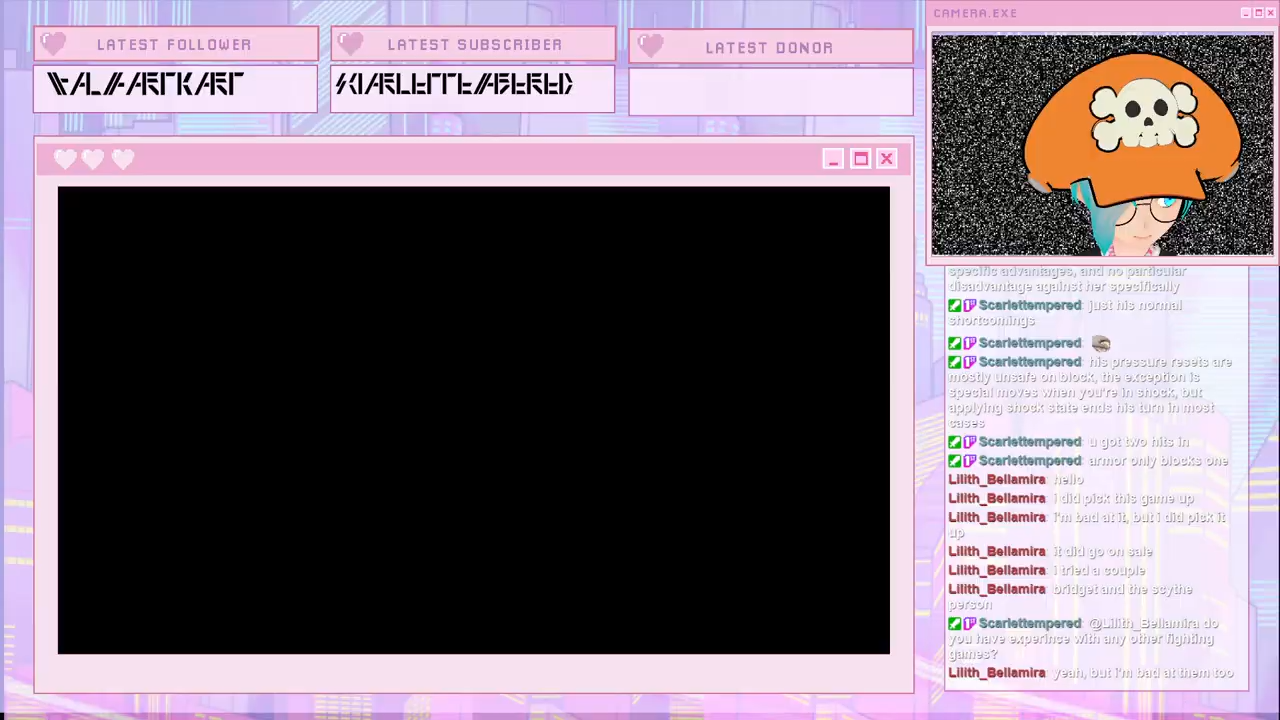 LATEST FOLLOWER
LATEST SUBSCRIBER
LATEST DONOR
CAMERA.EXE
specific advantages, and no particular
disadvantage against her specifically
Scarlettempered: just his normal
shortcomings
Scarlettempered:
Scarlettempered: his pressure resets are
mostly unsafe on block, the exception is
special moves when you're in shock, but
applying shock state ends his turn in most
cases
Scarlettempered: u got two hits in
Scarlettempered: armor only blocks one
Lilith_Bellamira: hello
Lilith_Bellamira: i did pick this game up
Lilith_Bellamira: i'm bad at it, but i did pick it
up
Lilith_Bellamira: it did go on sale
Lilith_Bellamira: i tried a couple
Lilith_Bellamira: bridget and the scythe
person
Scarlettempered: @Lilith_Bellamira do
you have experince with any other fighting
games?
Lilith_Bellamira: yeah, but i'm bad at them too